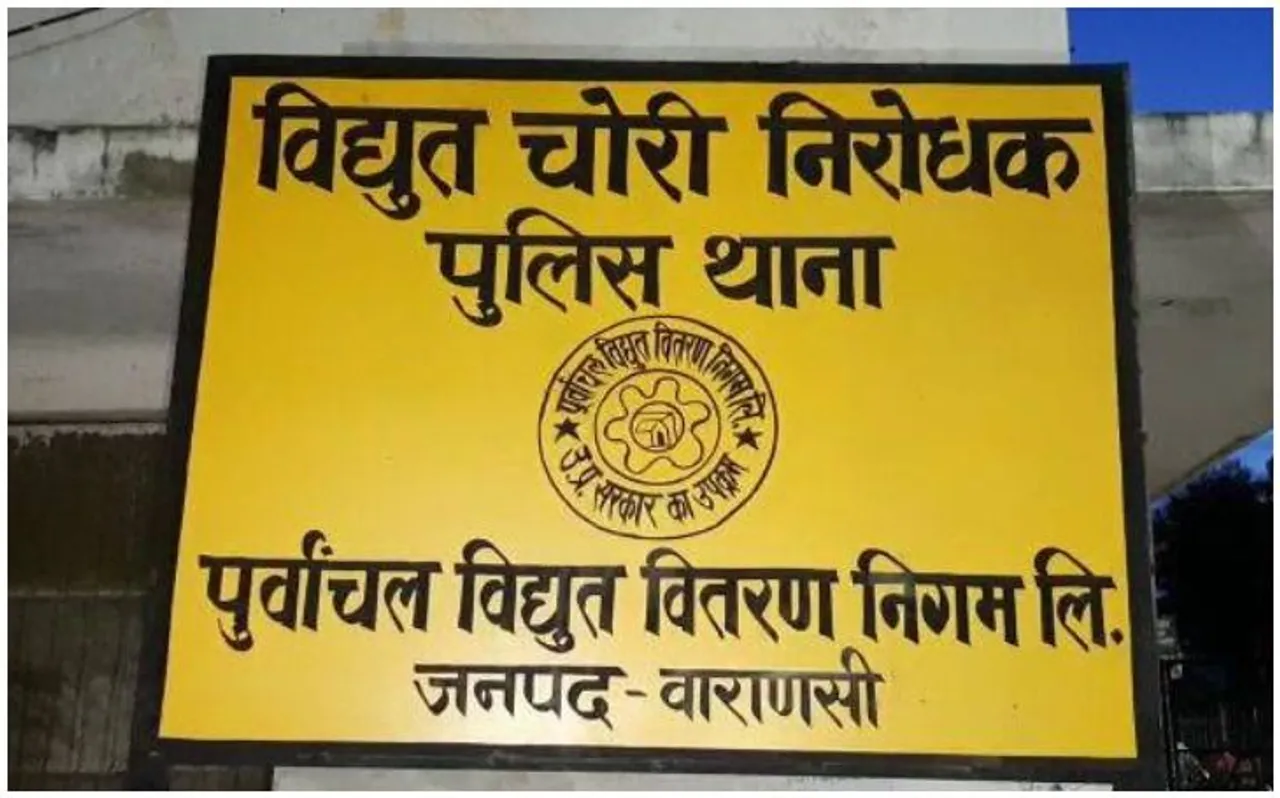 विद्युत चोरी निरोधक
पुलिस थाना
पूर्वांचल विद्युत वितरण निगम लि.
उ.प्र. सरकार का उपक्रम
पुर्वांचल विद्युत वितरण निगम लि.
जनपद - वाराणसी